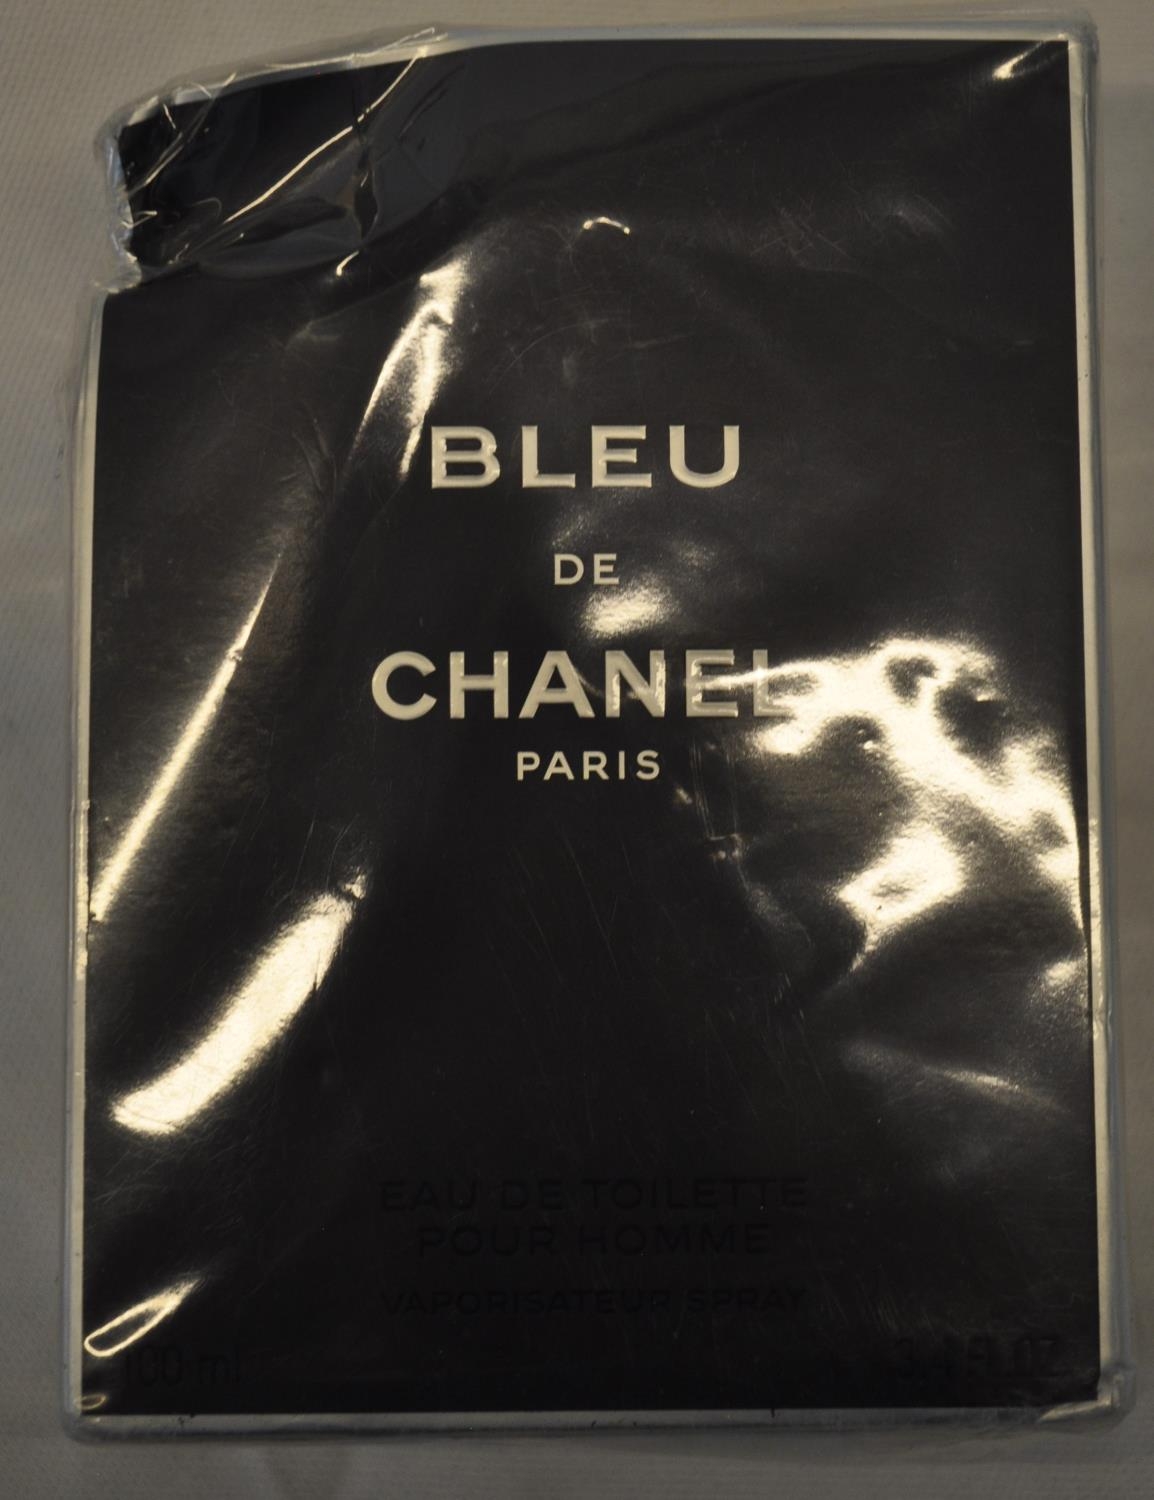 BLEU
DE
CHANEL
PARIS
EAU DE TOILETTE
POUR HOMME
VAPORISATEUR SPRAY
100 ml
3.4 FL. OZ.